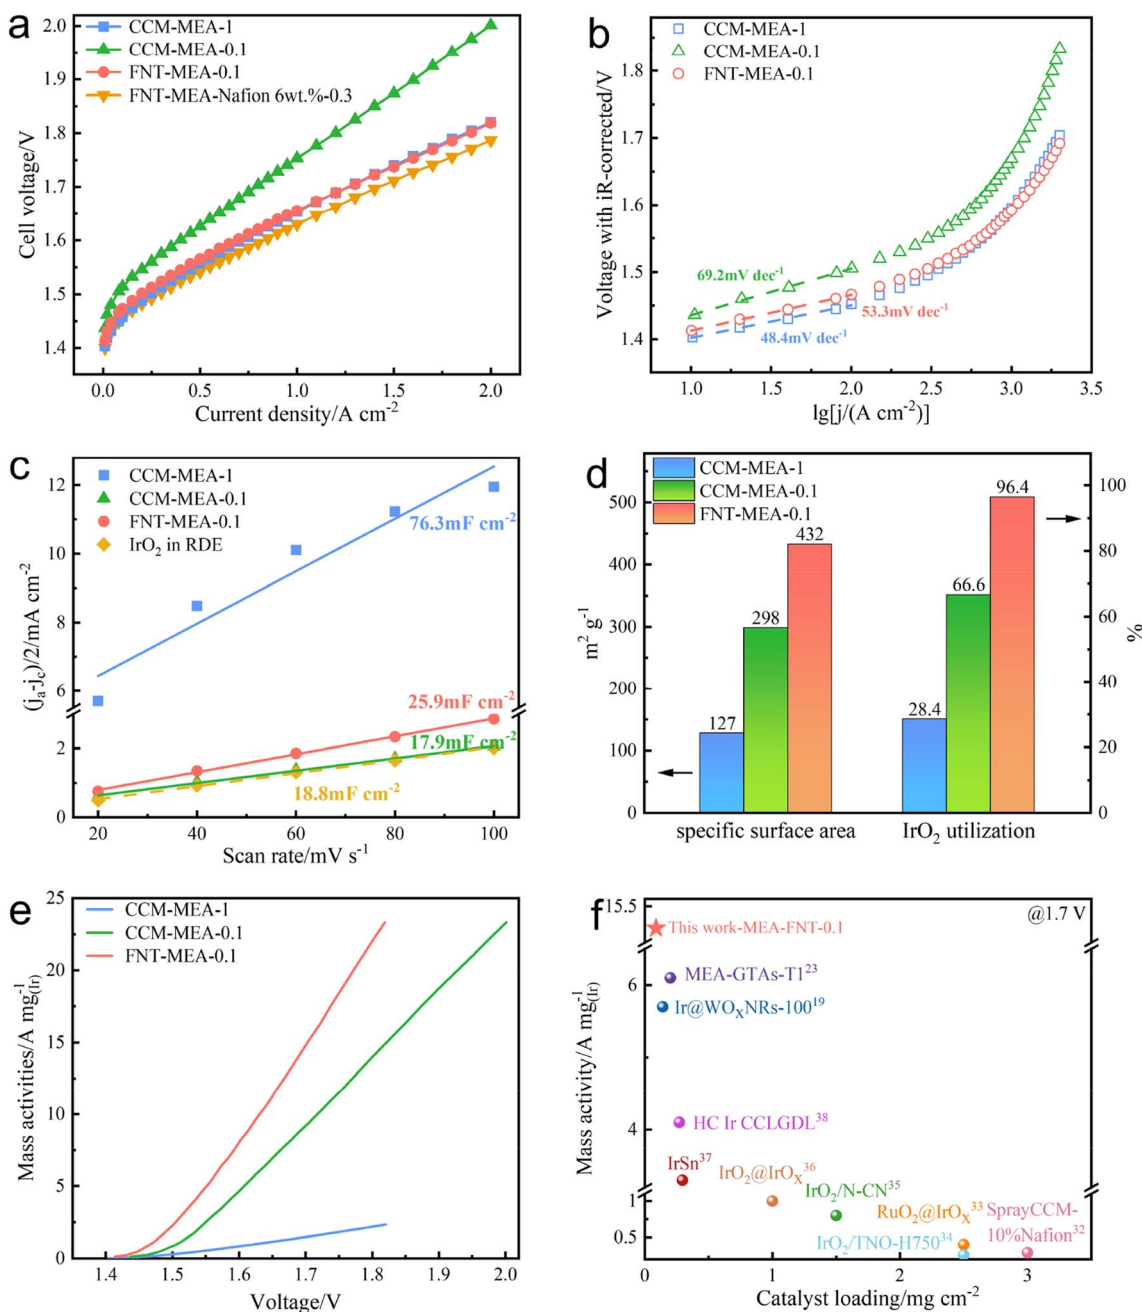 a
CCM-MEA-1
CCM-MEA-0.1
FNT-MEA-0.1
FNT-MEA-Nafion 6wt.%-0.3
2.0
1.9
1.8
1.7
1.6
1.5
1.4
Cell voltage/V
0.0 0.5 1.0 1.5 2.0
Current density/A cm⁻²
b
CCM-MEA-1
CCM-MEA-0.1
FNT-MEA-0.1
1.8
1.7
1.6
1.5
1.4
Voltage with iR-corrected/V
69.2mV dec⁻¹
53.3mV dec⁻¹
48.4mV dec⁻¹
1.0 1.5 2.0 2.5 3.0 3.5
lg[j/(A cm⁻²)]
c
CCM-MEA-1
CCM-MEA-0.1
FNT-MEA-0.1
IrO₂ in RDE
12
10
8
6
2
0
(jₐ-j_c)/2/mA cm⁻²
76.3mF cm⁻²
25.9mF cm⁻²
17.9mF cm⁻²
18.8mF cm⁻²
20 40 60 80 100
Scan rate/mV s⁻¹
d
CCM-MEA-1
CCM-MEA-0.1
FNT-MEA-0.1
500
400
300
200
100
0
m² g⁻¹
127
298
432
28.4
66.6
96.4
100
80
60
40
20
0
%
specific surface area IrO₂ utilization
e
CCM-MEA-1
CCM-MEA-0.1
FNT-MEA-0.1
25
20
15
10
5
0
Mass activities/A mg⁻¹(Ir)
1.4 1.5 1.6 1.7 1.8 1.9 2.0
Voltage/V
f
@1.7 V
15.5
6
4
1
0.5
Mass activity/A mg⁻¹(Ir)
This work-MEA-FNT-0.1
MEA-GTAs-T1²³
Ir@WOₓNRs-100¹⁹
HC Ir CCLGDL³⁸
IrSn³⁷
IrO₂@IrOₓ³⁶
IrO₂/N-CN³⁵
RuO₂@IrOₓ³³
SprayCCM-
10%Nafion³²
IrO₂/TNO-H750³⁴
0 1 2 3
Catalyst loading/mg cm⁻²